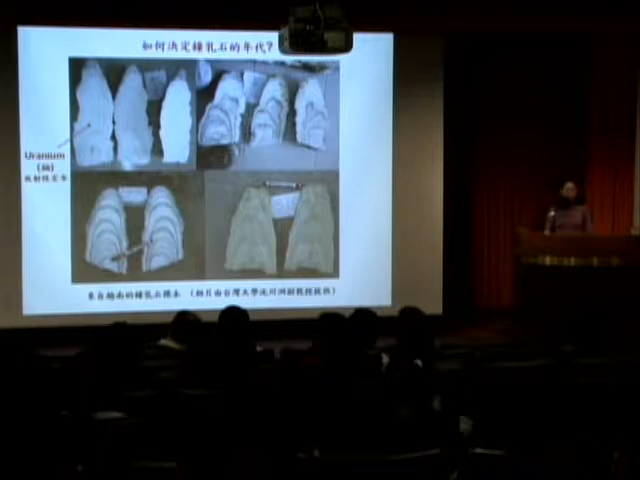 如何決定鐘乳石的年代?
Uranium
(鈾)
放射性定年
來自越南的鐘乳石標本 (相片由台灣大學沈川洲副教授提供)